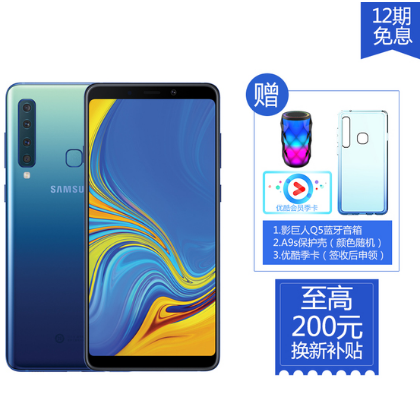 12期
免息
赠
SAMSU
优酷会员季卡
1.影巨人Q5蓝牙音箱
2.A9s保护壳（颜色随机）
3.优酷季卡（签收后申领）
至高
200元
换新补贴